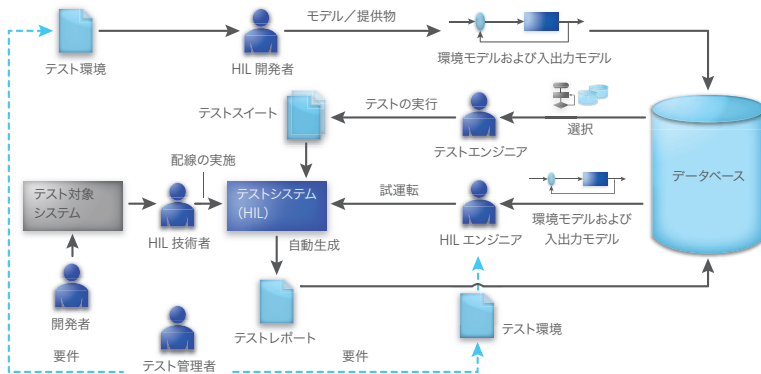 モデル／提供物
テスト環境
HIL 開発者
環境モデルおよび入出力モデル
テストスイート
テストの実行
テストエンジニア
選択
データベース
配線の実施
テスト対象
システム
HIL 技術者
テストシステム
（HIL）
試運転
HIL エンジニア
環境モデルおよび
入出力モデル
自動生成
開発者
テストレポート
テスト環境
要件
テスト管理者
要件